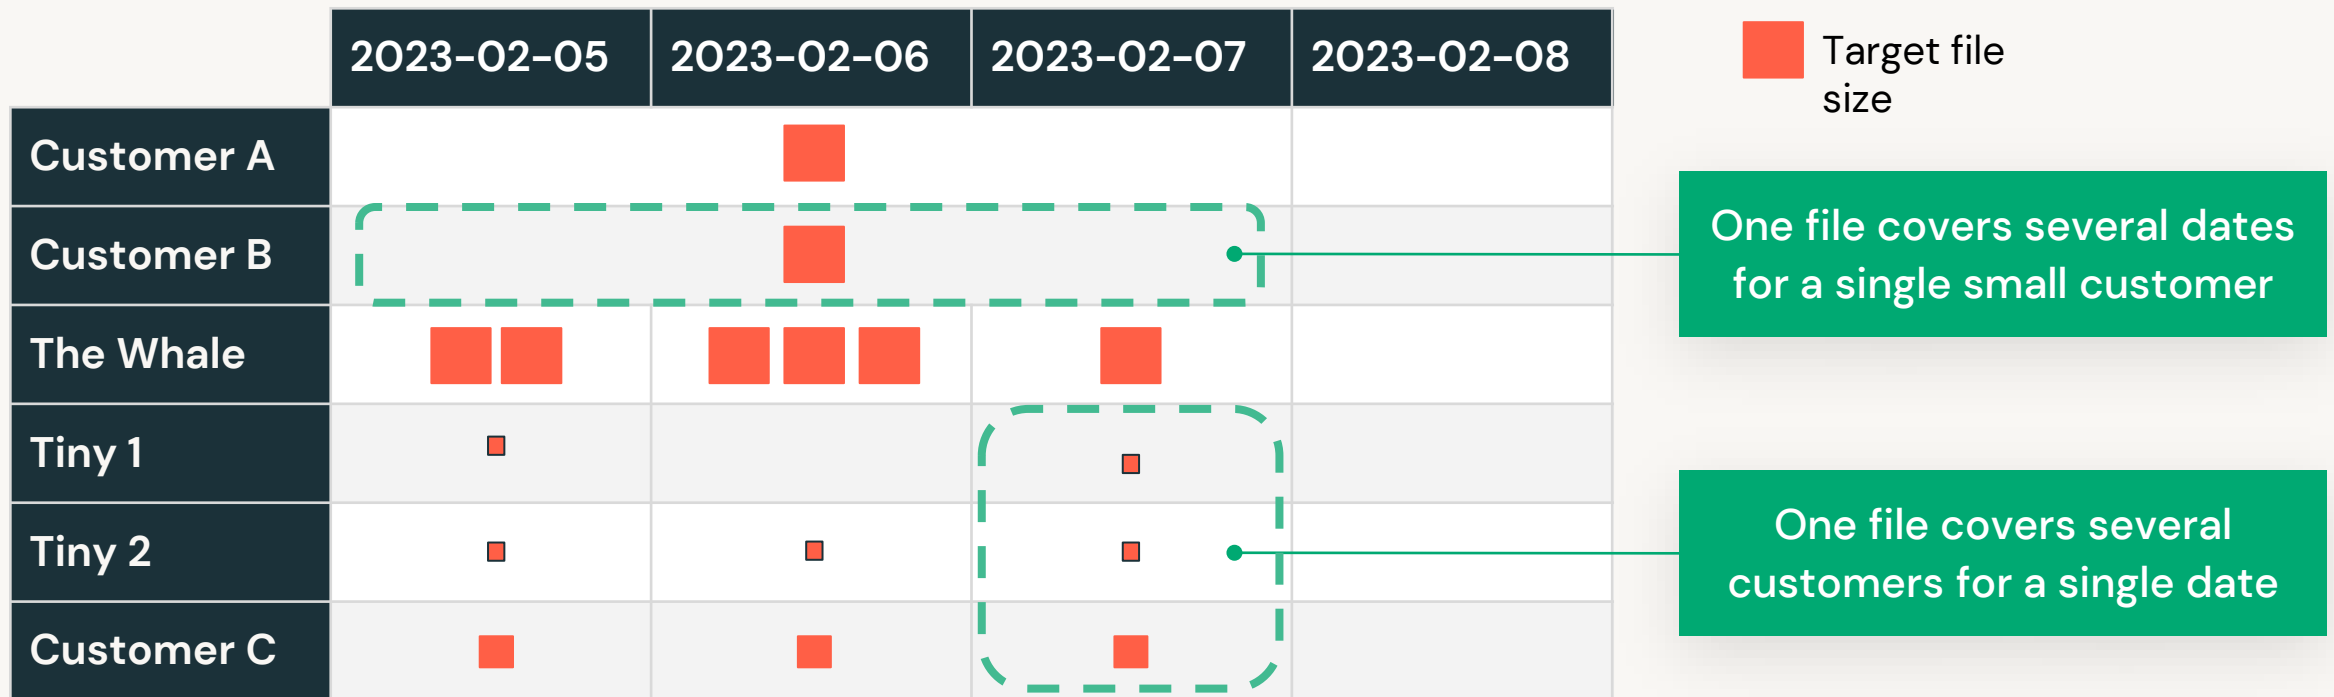 2023-02-05 2023-02-06 2023-02-07 2023-02-08
Target file
size
Customer A
Customer B
One file covers several dates
for a single small customer
The Whale
Tiny 1
Tiny 2
One file covers several
customers for a single date
Customer C